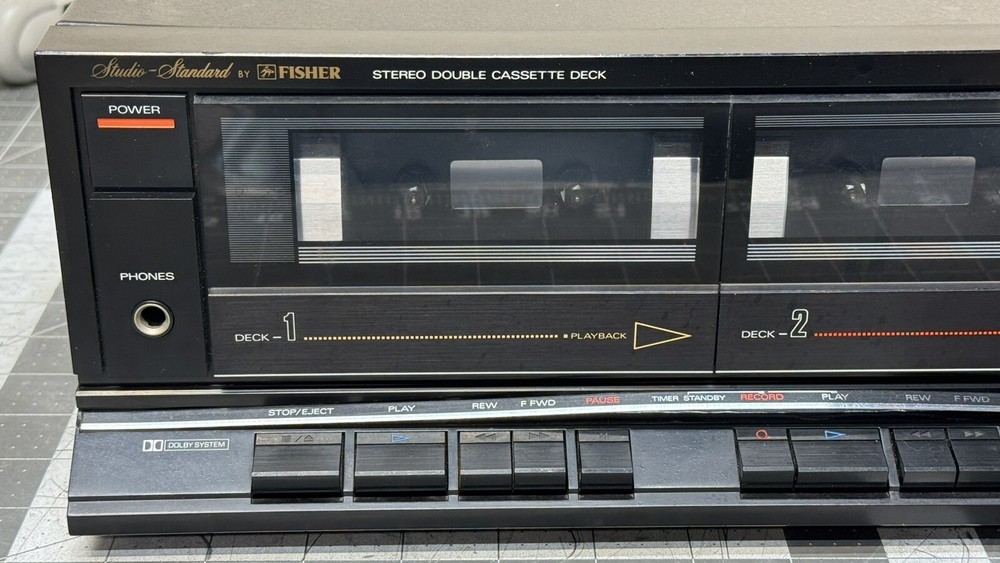 Studio-Standard BY FISHER STEREO DOUBLE CASSETTE DECK
POWER
PHONES
DECK-1 PLAYBACK
DECK-2
STOP/EJECT PLAY REW F FWD PAUSE TIMER STANDBY RECORD PLAY REW F FWD
DOLBY SYSTEM